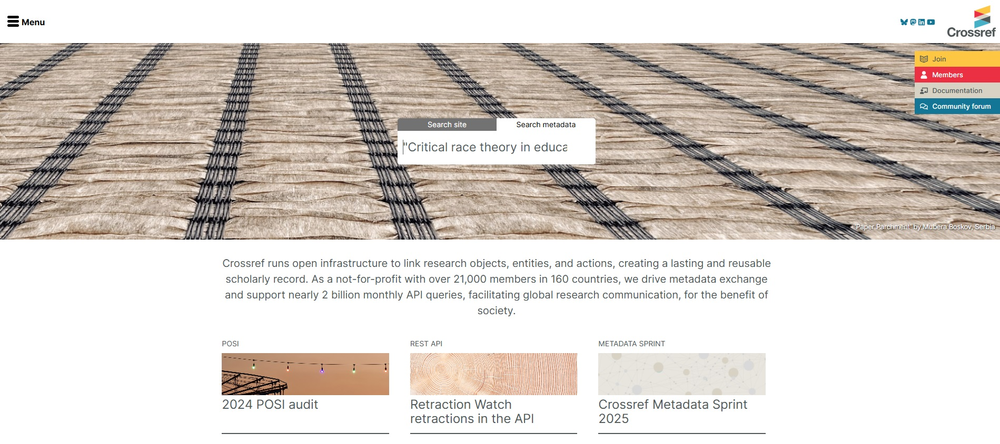 Menu
Crossref
Join
Members
Documentation
Community forum
Search site
Search metadata
"Critical race theory in educa
'Paper Parchment' by Mubera Boskov, Serbia
Crossref runs open infrastructure to link research objects, entities, and actions, creating a lasting and reusable
scholarly record. As a not-for-profit with over 21,000 members in 160 countries, we drive metadata exchange
and support nearly 2 billion monthly API queries, facilitating global research communication, for the benefit of
society.
POSI
2024 POSI audit
REST API
Retraction Watch
retractions in the API
METADATA SPRINT
Crossref Metadata Sprint
2025